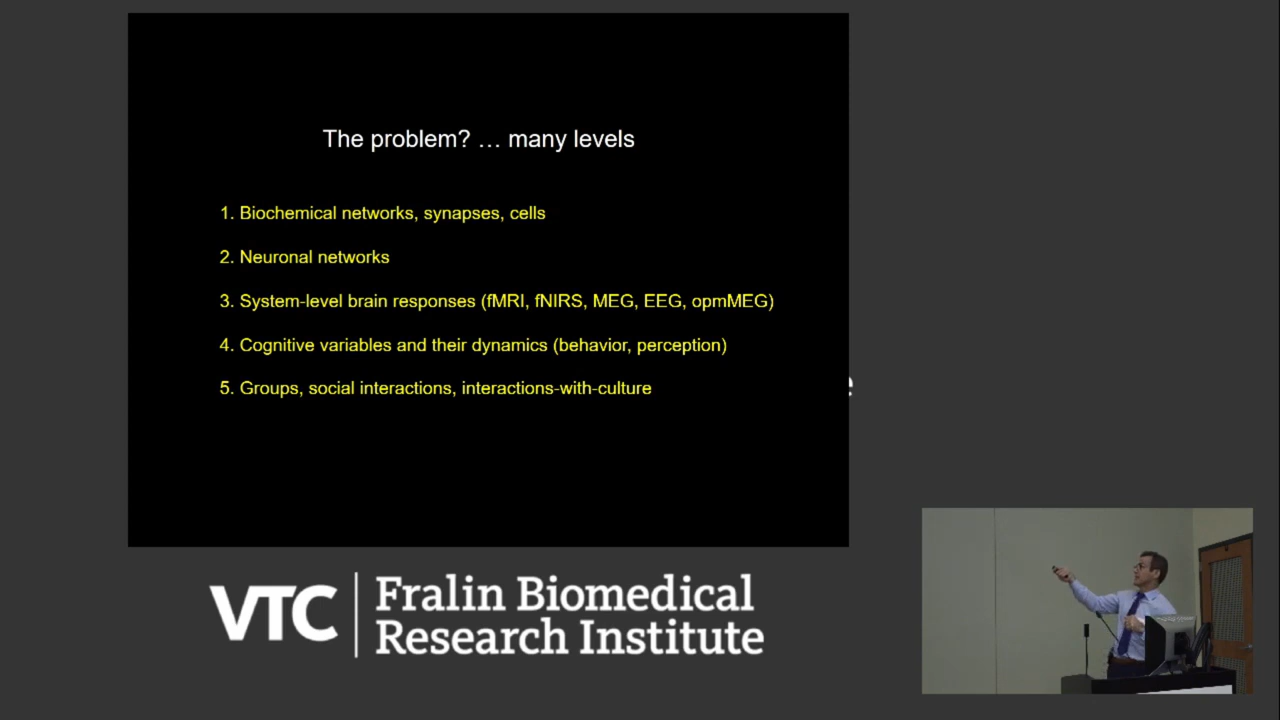 The problem? … many levels
1. Biochemical networks, synapses, cells
2. Neuronal networks
3. System-level brain responses (fMRI, fNIRS, MEG, EEG, opmMEG)
4. Cognitive variables and their dynamics (behavior, perception)
5. Groups, social interactions, interactions-with-culture
e
VTC
Fralin Biomedical
Research Institute